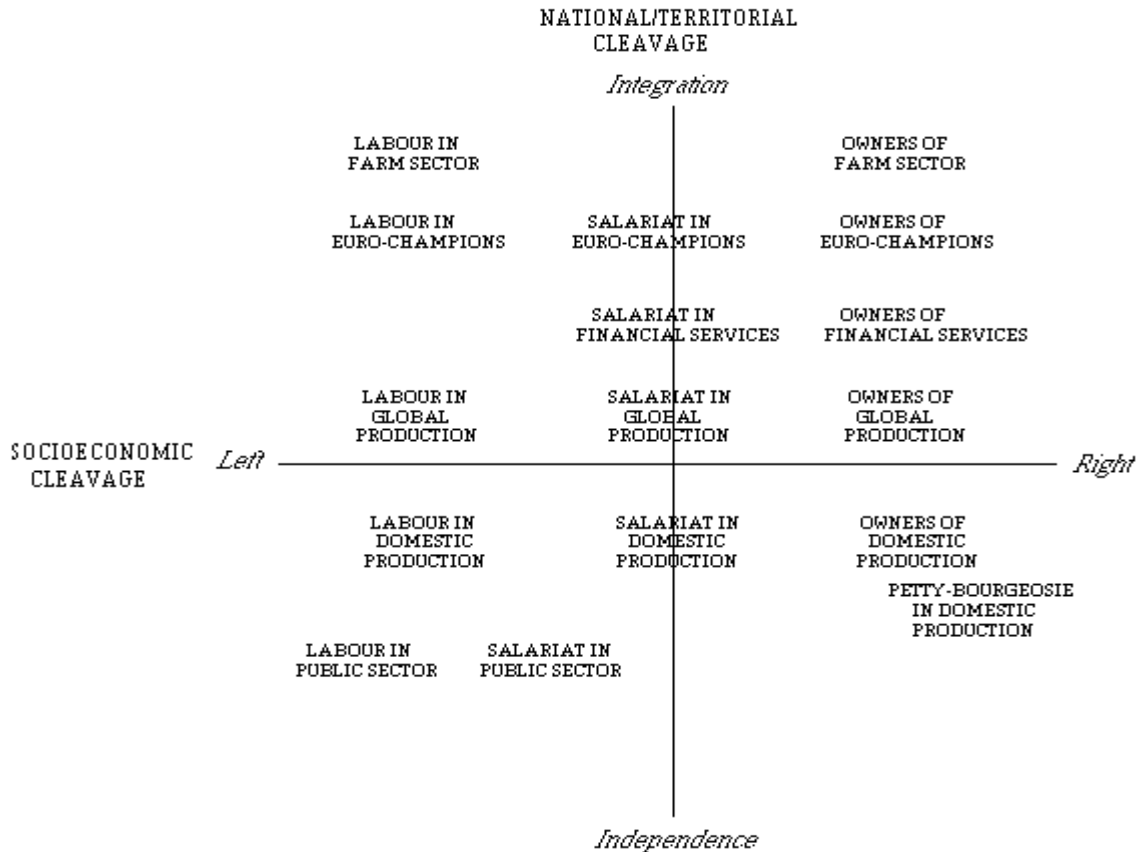 NATIONAL/TERRITORIAL
CLEAVAGE
Integration
LABOUR IN
FARM SECTOR
OWNERS OF
FARM SECTOR
LABOUR IN
EURO-CHAMPIONS
SALARIAT IN
EURO-CHAMPIONS
OWNERS OF
EURO-CHAMPIONS
SALARIAT IN
FINANCIAL SERVICES
OWNERS OF
FINANCIAL SERVICES
LABOUR IN
GLOBAL
PRODUCTION
SALARIAT IN
GLOBAL
PRODUCTION
OWNERS OF
GLOBAL
PRODUCTION
SOCIOECONOMIC
CLEAVAGE
Left
Right
LABOUR IN
DOMESTIC
PRODUCTION
SALARIAT IN
DOMESTIC
PRODUCTION
OWNERS OF
DOMESTIC
PRODUCTION
PETTY-BOURGEOSIE
IN DOMESTIC
PRODUCTION
LABOUR IN
PUBLIC SECTOR
SALARIAT IN
PUBLIC SECTOR
Independence